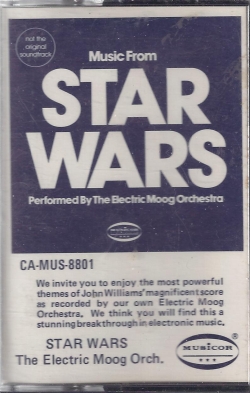 not the
original
soundtrack
Music From
STAR
WARS
Performed By The Electric Moog Orchestra
MUSICOR
CA-MUS-8801
We invite you to enjoy the most powerful
themes of John Williams' magnificent score
as recorded by our own Electric Moog
Orchestra. We think you will find this a
stunning breakthrough in electronic music.
STAR WARS
The Electric Moog Orch.
MUSICOR